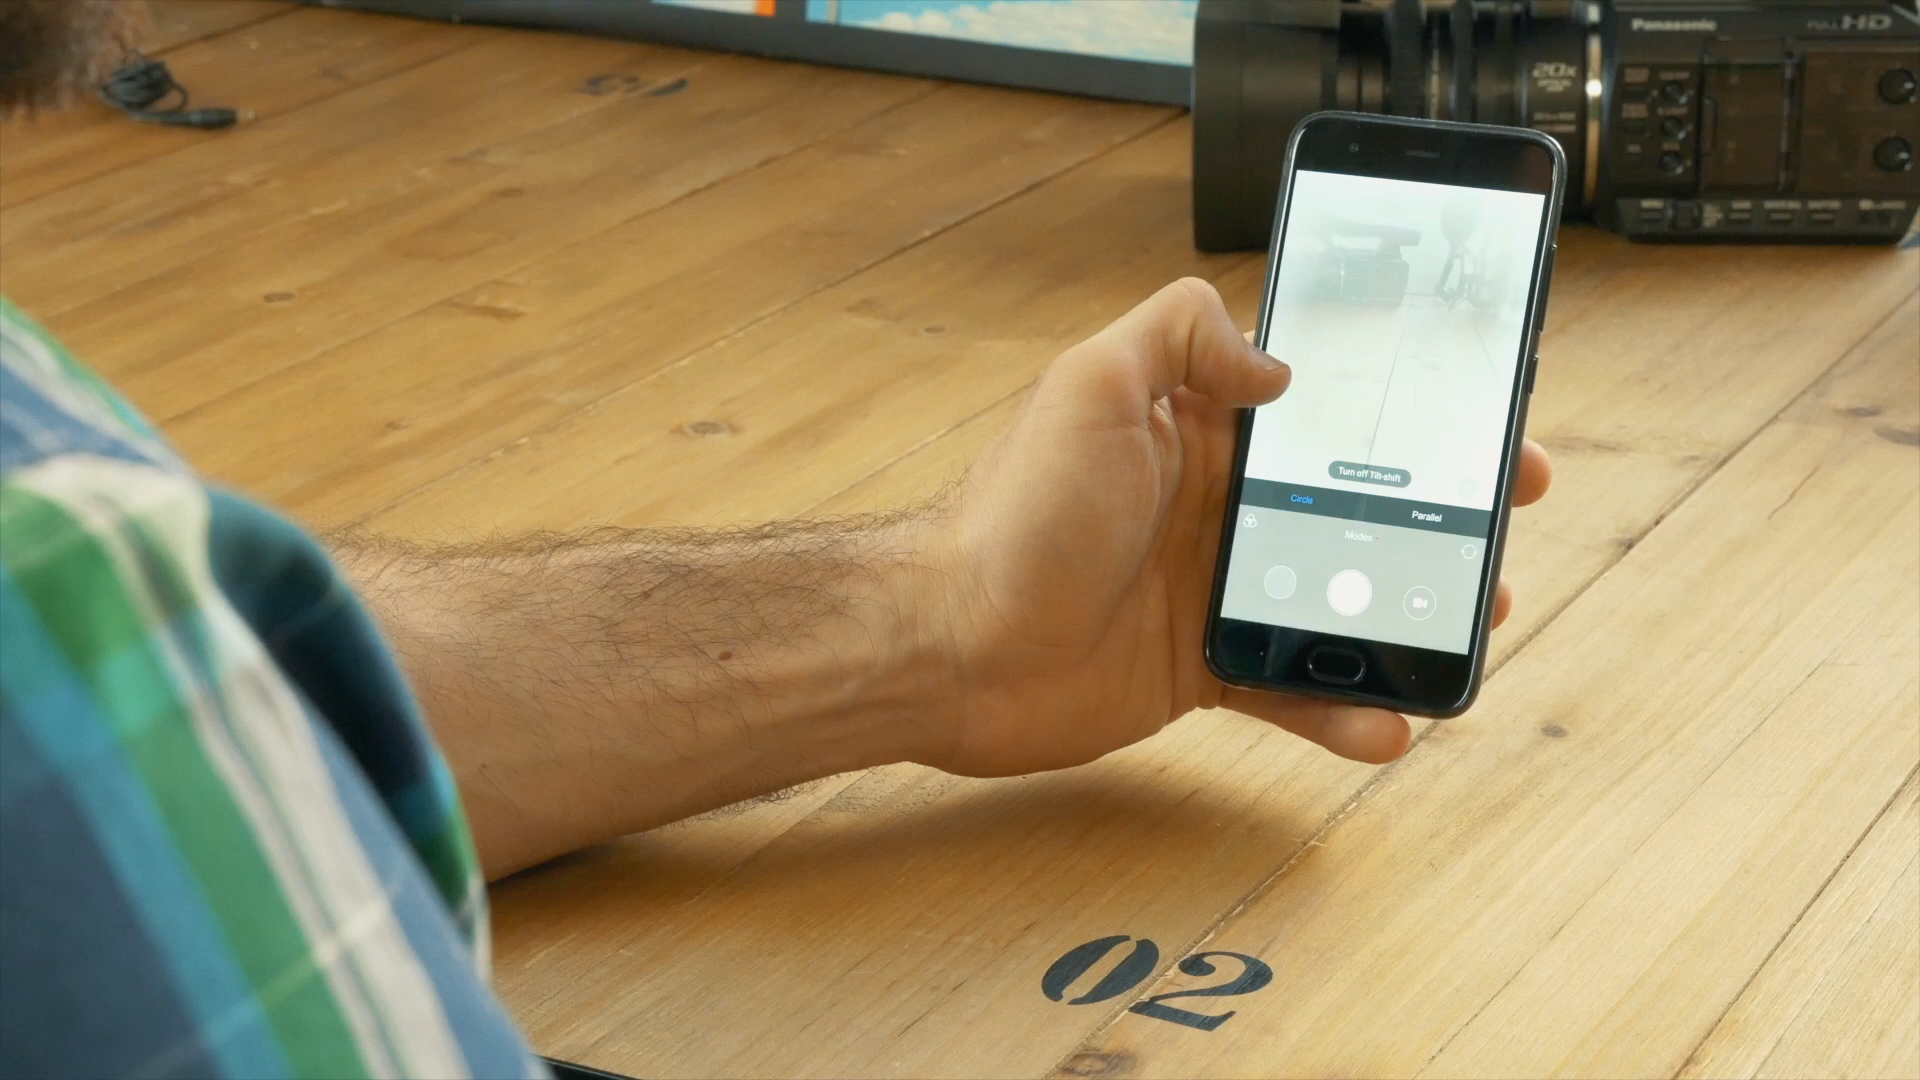 Panasonic
FULL HD
20x
Turn off Tilt-shift
Circle
Parallel
Modes
02